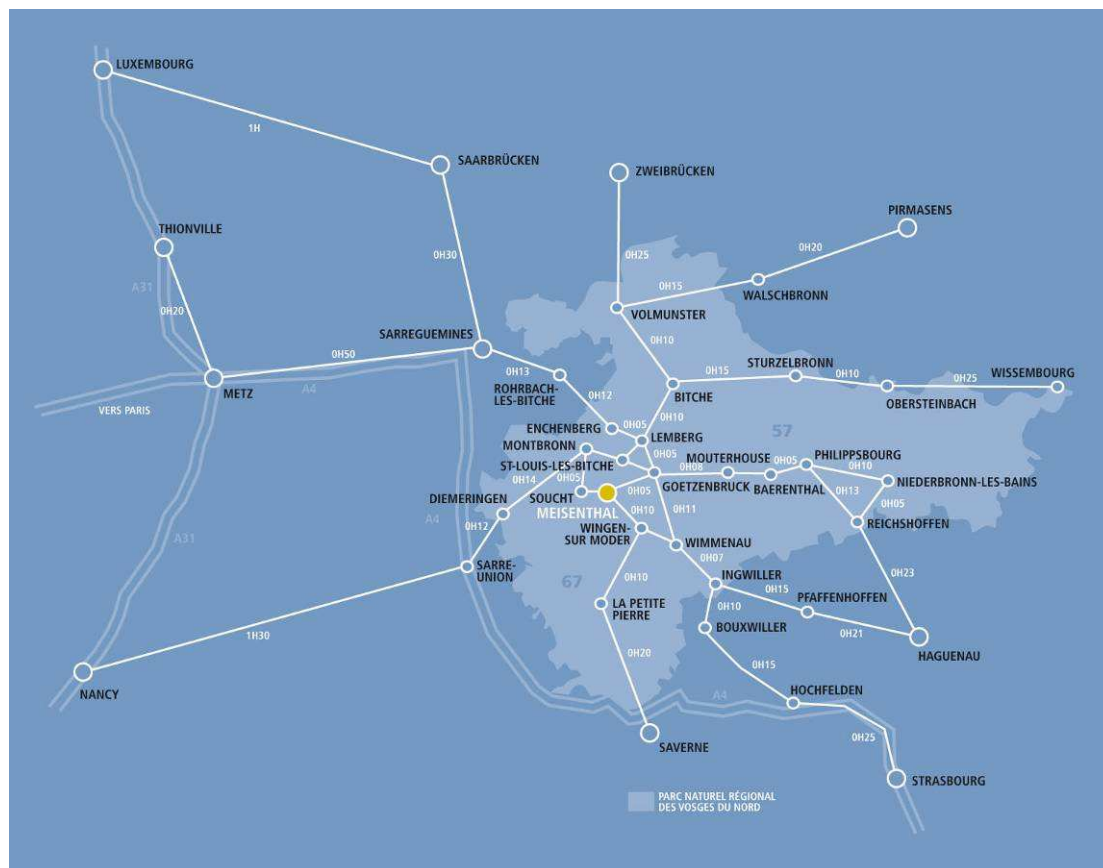 LUXEMBOURG
1H
SAARBRÜCKEN
ZWEIBRÜCKEN
PIRMASENS
THIONVILLE
0H30
0H25
0H20
A31
0H20
0H15
WALSCHBRONN
VOLMUNSTER
SARREGUEMINES
0H10
0H50
0H13
0H15
STURZELBRONN
0H10
0H25
WISSEMBOURG
METZ
A4
ROHRBACH-
LES-BITCHE
0H12
BITCHE
OBERSTEINBACH
VERS PARIS
0H10
ENCHENBERG
0H05
LEMBERG
57
MONTBRONN
0H05
MOUTERHOUSE
PHILIPPSBOURG
ST-LOUIS-LES-BITCHE
0H08
0H05
0H10
0H14
0H05
GOETZENBRUCK
BAERENTHAL
NIEDERBRONN-LES-BAINS
SOUCHT
0H05
0H13
0H05
DIEMERINGEN
MEISENTHAL
0H10
0H11
A4
0H12
WINGEN-
SUR MODER
REICHSHOFFEN
A31
WIMMENAU
SARRE-
UNION
0H07
0H23
67
0H10
INGWILLER
0H15
LA PETITE
PIERRE
0H10
PFAFFENHOFFEN
BOUXWILLER
0H21
1H30
HAGUENAU
0H20
0H15
NANCY
A4
HOCHFELDEN
SAVERNE
0H25
STRASBOURG
PARC NATUREL RÉGIONAL
DES VOSGES DU NORD